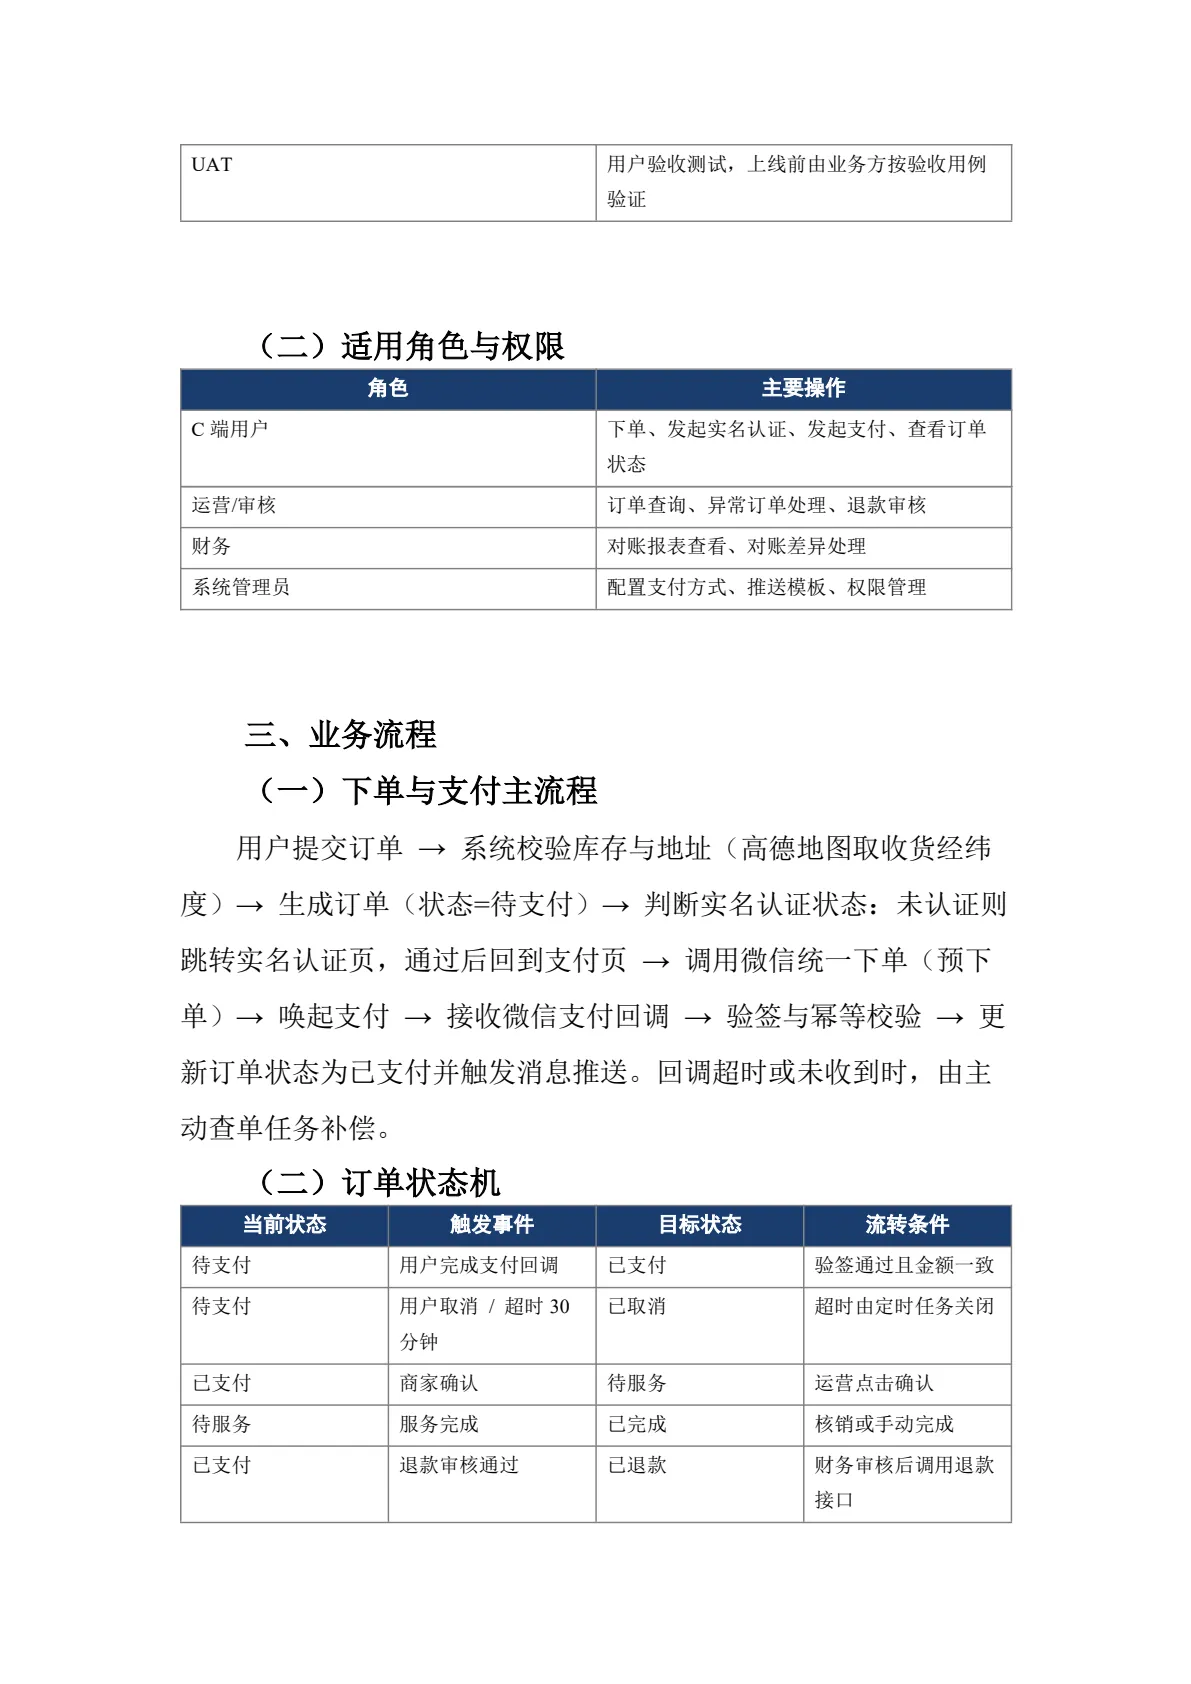 UAT
用户验收测试，上线前由业务方按验收用例
验证
（二）适用角色与权限
角色 主要操作
C 端用户 下单、发起实名认证、发起支付、查看订单
状态
运营/审核 订单查询、异常订单处理、退款审核
财务 对账报表查看、对账差异处理
系统管理员 配置支付方式、推送模板、权限管理
三、业务流程
（一）下单与支付主流程
用户提交订单 → 系统校验库存与地址（高德地图取收货经纬
度）→ 生成订单（状态=待支付）→ 判断实名认证状态：未认证则
跳转实名认证页，通过后回到支付页 → 调用微信统一下单（预下
单）→ 唤起支付 → 接收微信支付回调 → 验签与幂等校验 → 更
新订单状态为已支付并触发消息推送。回调超时或未收到时，由主
动查单任务补偿。
（二）订单状态机
当前状态 触发事件 目标状态 流转条件
待支付 用户完成支付回调 已支付 验签通过且金额一致
待支付 用户取消 / 超时 30 已取消 超时由定时任务关闭
分钟
已支付 商家确认 待服务 运营点击确认
待服务 服务完成 已完成 核销或手动完成
已支付 退款审核通过 已退款 财务审核后调用退款
接口